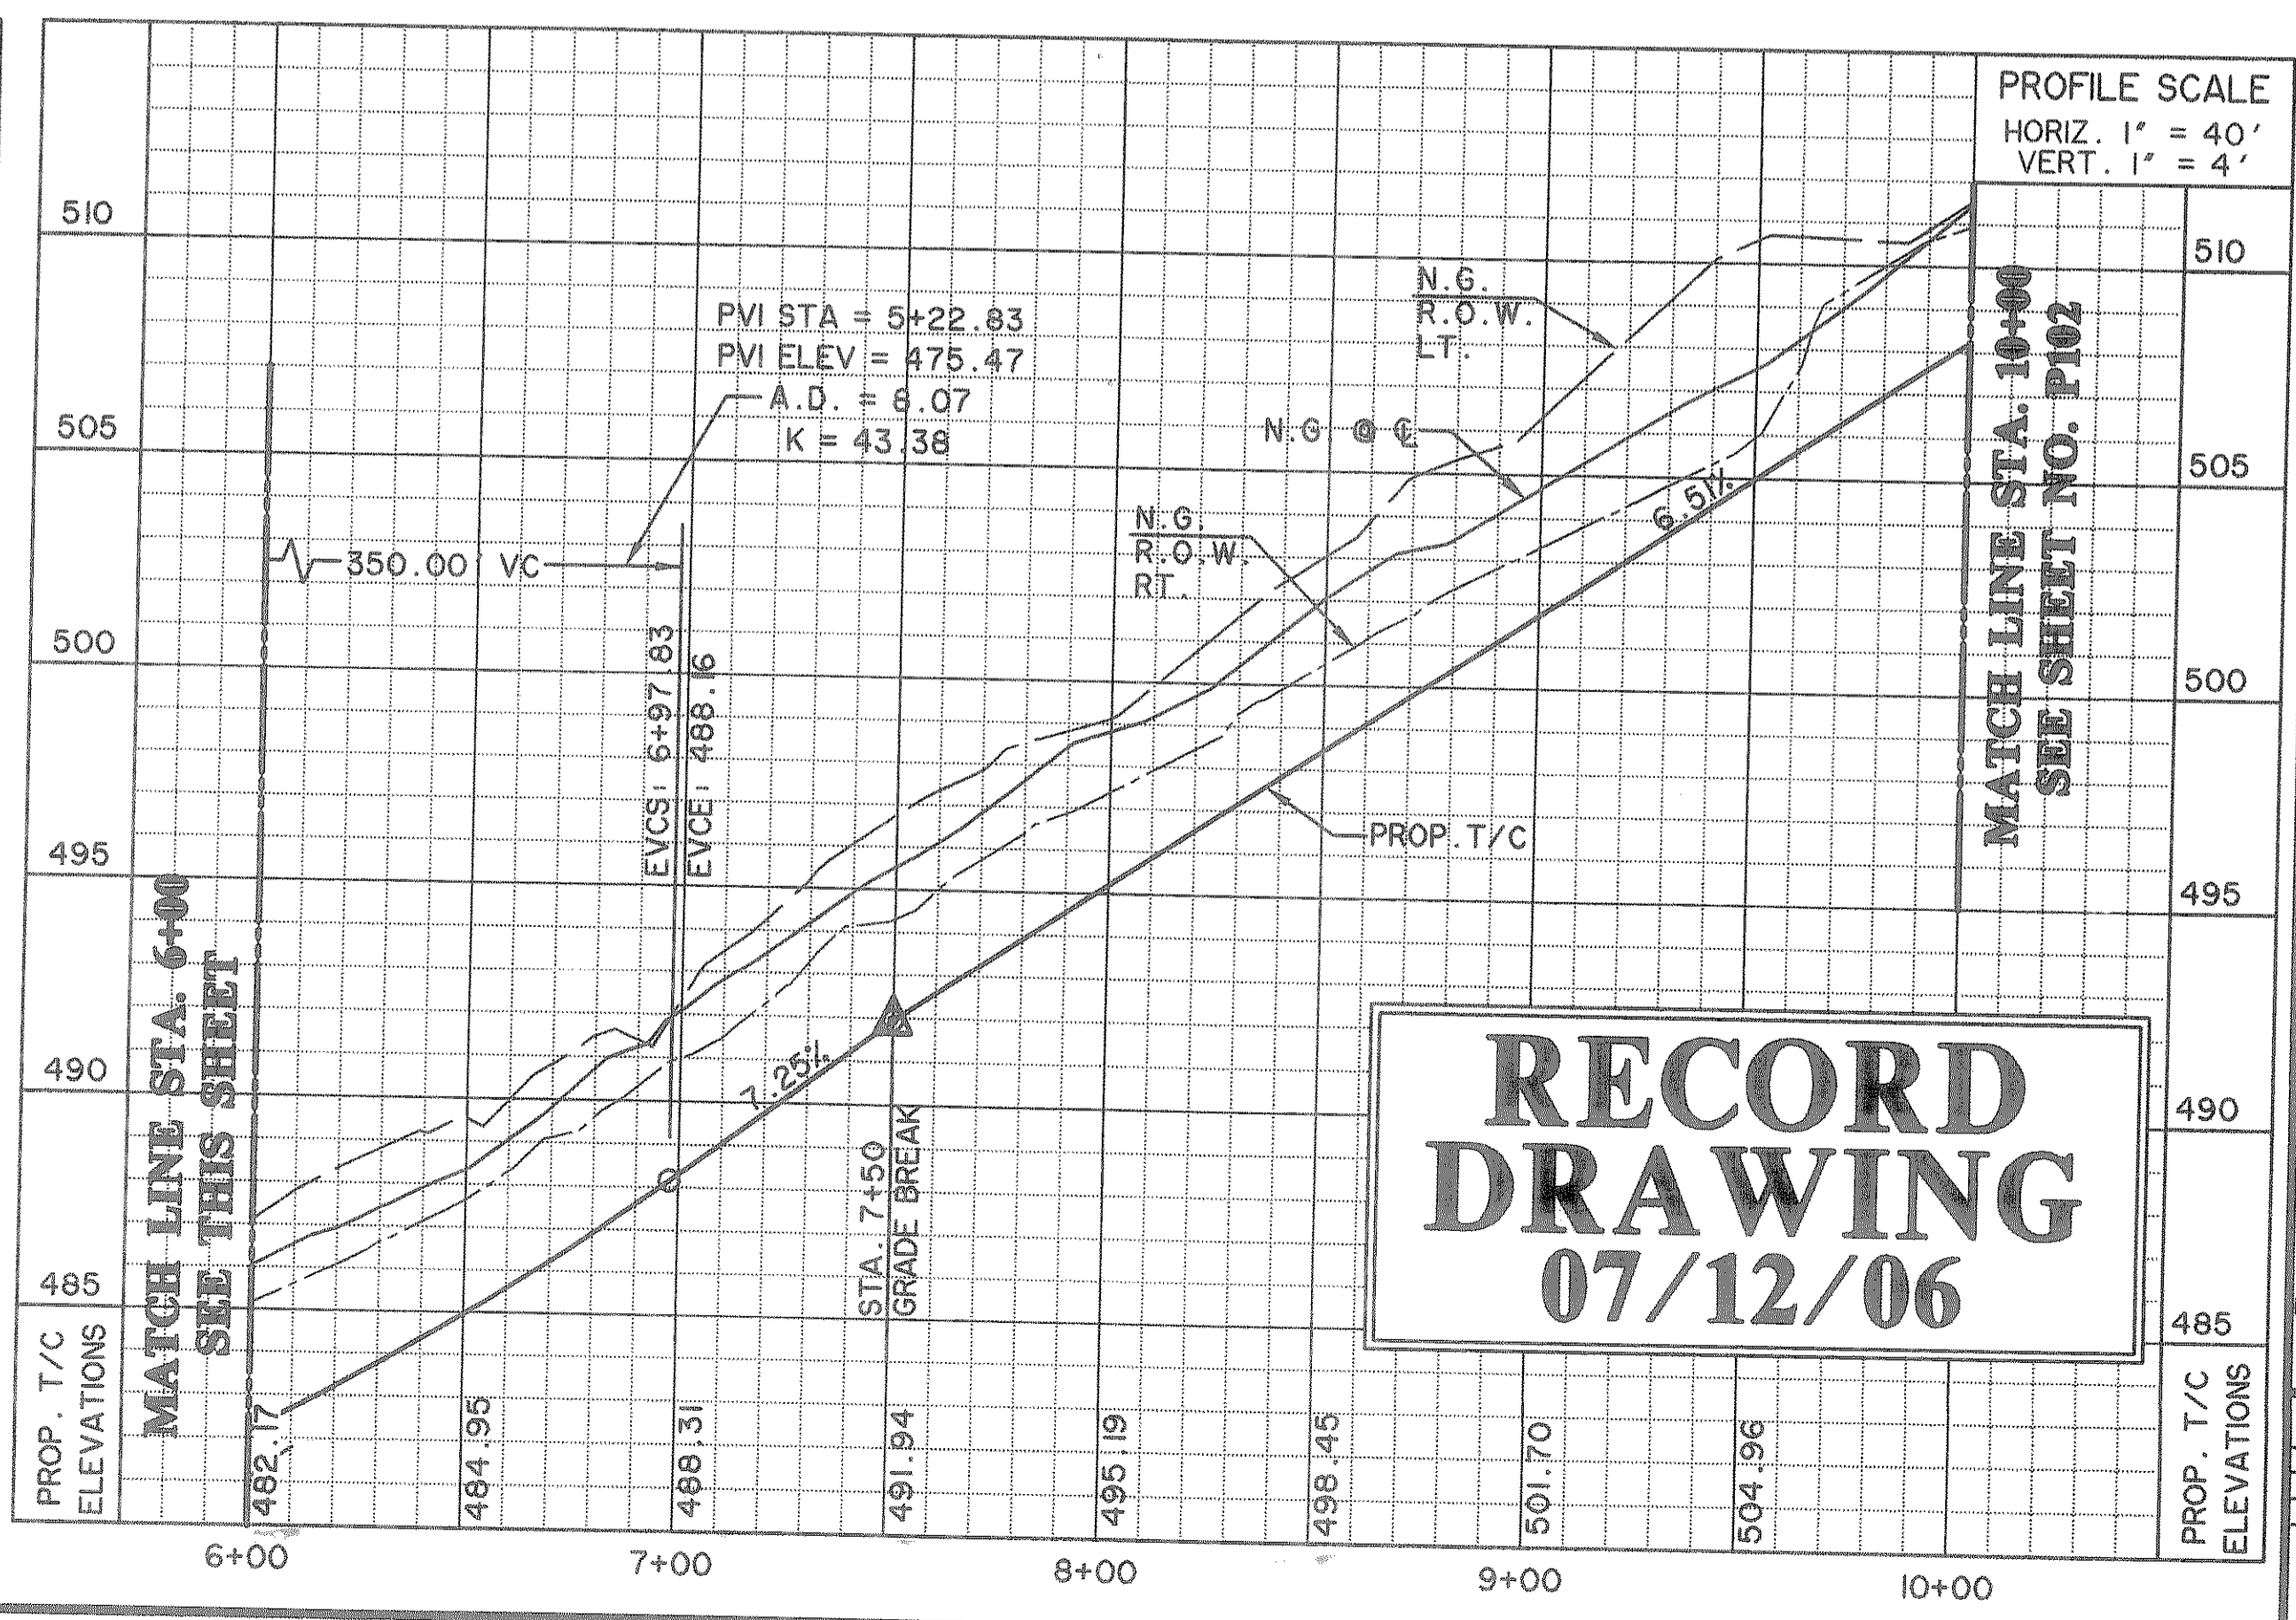 PROFILE SCALE
HORIZ. 1" = 40'
VERT. 1" = 4'
510
505
500
495
490
485
PROP. T/C
ELEVATIONS
MATCH LINE STA. 6+00
SEE THIS SHEET
350.00' VC
PVI STA = 5+22.83
PVI ELEV = 475.47
A.D. = 8.07
K = 43.38
EVCS: 6+97.83
EVCE: 488.16
N.G.
R.O.W.
LT.
N.G. @ ℄
N.G.
R.O.W.
RT.
6.51%
PROP. T/C
7.25%
STA. 7+50
GRADE BREAK
MATCH LINE STA. 10+00
SEE SHEET NO. P102
510
505
500
495
490
485
PROP. T/C
ELEVATIONS
RECORD
DRAWING
07/12/06
482.17
484.95
488.31
491.94
495.19
498.45
501.70
504.96
6+00
7+00
8+00
9+00
10+00